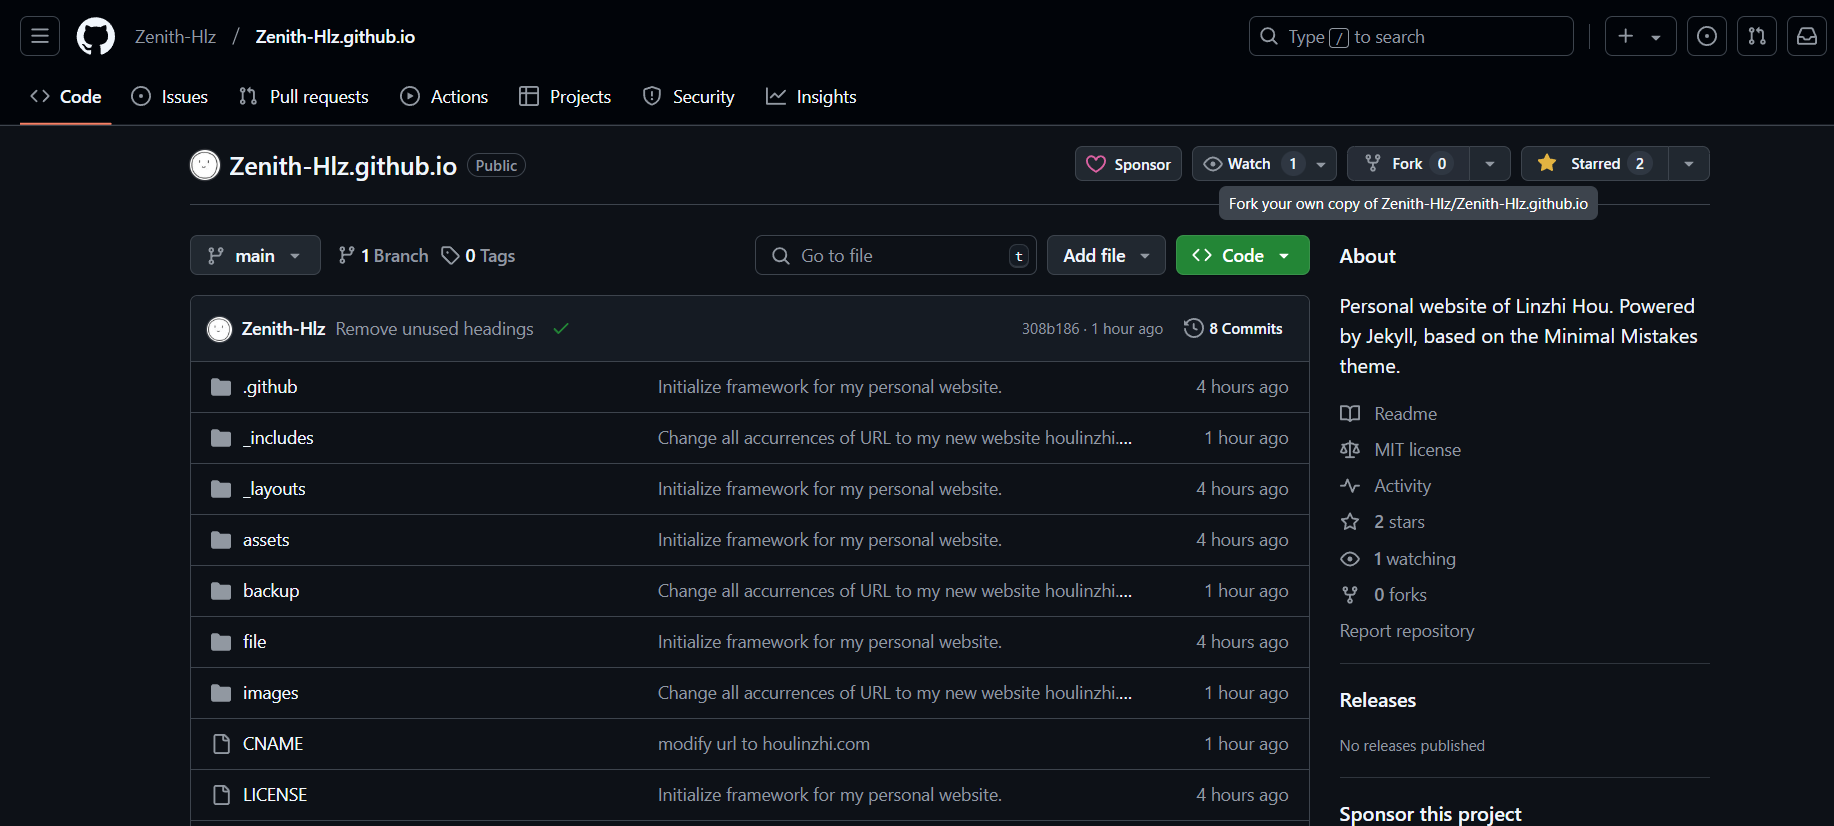 Zenith-Hlz / Zenith-Hlz.github.io
Type / to search
Code Issues Pull requests Actions Projects Security Insights
Zenith-Hlz.github.io Public
Sponsor Watch 1 Fork 0 Starred 2
Fork your own copy of Zenith-Hlz/Zenith-Hlz.github.io
main 1 Branch 0 Tags
Go to file t
Add file
Code
Zenith-Hlz Remove unused headings 308b186 · 1 hour ago 8 Commits
.github Initialize framework for my personal website. 4 hours ago
_includes Change all accurrences of URL to my new website houlinzhi.... 1 hour ago
_layouts Initialize framework for my personal website. 4 hours ago
assets Initialize framework for my personal website. 4 hours ago
backup Change all accurrences of URL to my new website houlinzhi.... 1 hour ago
file Initialize framework for my personal website. 4 hours ago
images Change all accurrences of URL to my new website houlinzhi.... 1 hour ago
CNAME modify url to houlinzhi.com 1 hour ago
LICENSE Initialize framework for my personal website. 4 hours ago
About
Personal website of Linzhi Hou. Powered
by Jekyll, based on the Minimal Mistakes
theme.
Readme
MIT license
Activity
2 stars
1 watching
0 forks
Report repository
Releases
No releases published
Sponsor this project